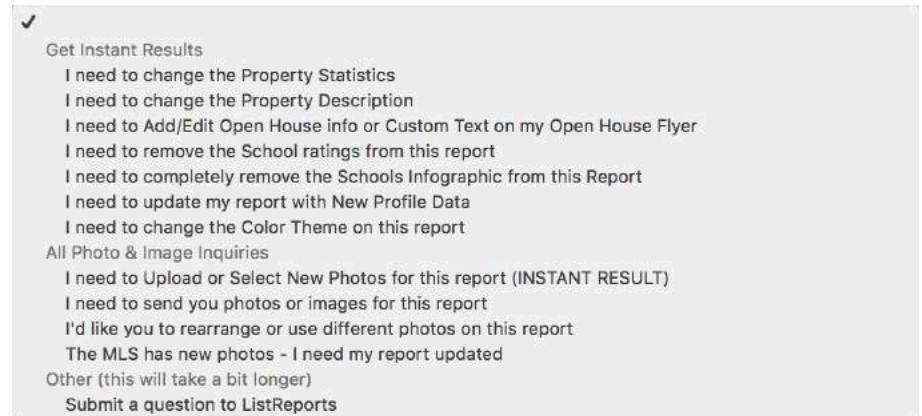 Get Instant Results
I need to change the Property Statistics
I need to change the Property Description
I need to Add/Edit Open House info or Custom Text on my Open House Flyer
I need to remove the School ratings from this report
I need to completely remove the Schools Infographic from this Report
I need to update my report with New Profile Data
I need to change the Color Theme on this report
All Photo & Image Inquiries
I need to Upload or Select New Photos for this report (INSTANT RESULT)
I need to send you photos or images for this report
I'd like you to rearrange or use different photos on this report
The MLS has new photos - I need my report updated
Other (this will take a bit longer)
Submit a question to ListReports